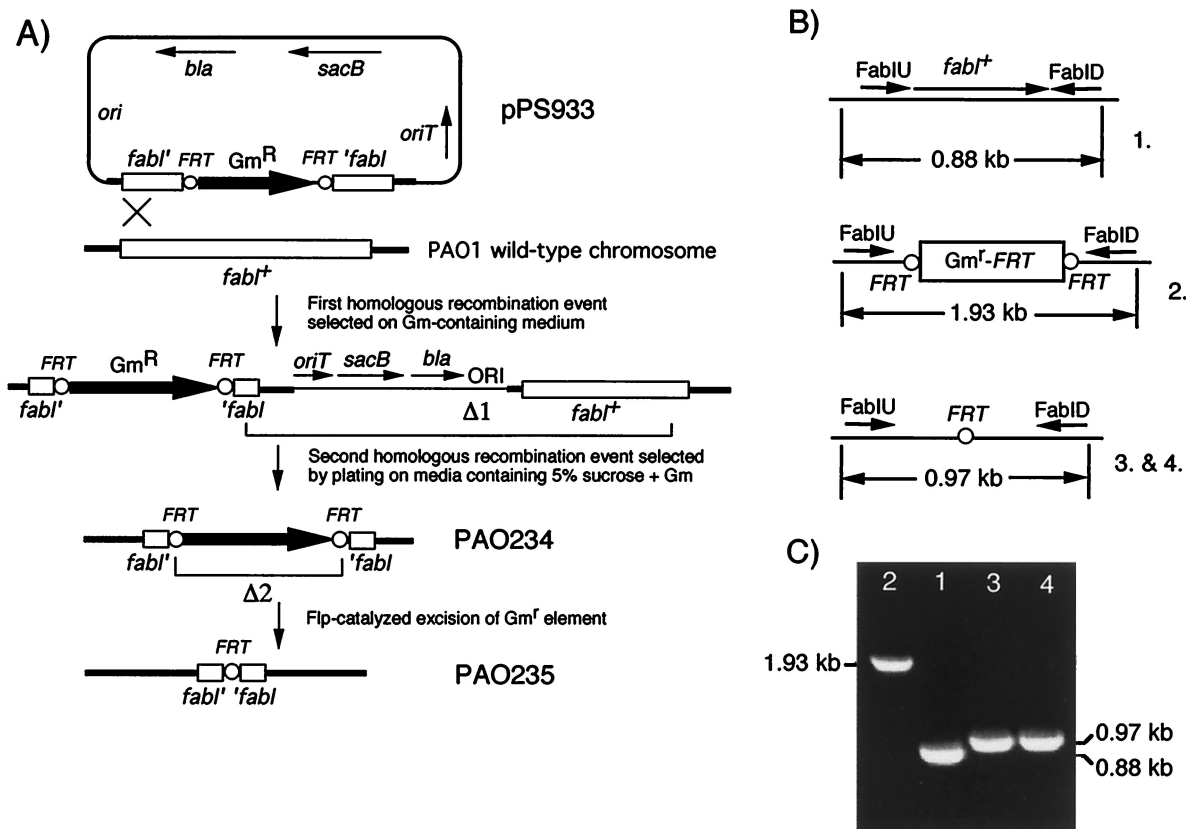 A)
bla
sacB
pPS933
ori
oriT
fabI' FRT GmR FRT 'fabI
PAO1 wild-type chromosome
fabI+
First homologous recombination event
selected on Gm-containing medium
FRT GmR FRT oriT sacB bla ORI
fabI' 'fabI Δ1 fabI+
Second homologous recombination event selected
by plating on media containing 5% sucrose + Gm
FRT FRT
PAO234
fabI' 'fabI
Δ2
Flp-catalyzed excision of Gmr element
FRT
PAO235
fabI' 'fabI
B)
FabIU fabI+ FabID
1.
0.88 kb
FabIU FabID
Gmr-FRT
FRT FRT
2.
1.93 kb
FabIU FRT FabID
3. & 4.
0.97 kb
C)
2 1 3 4
1.93 kb
0.97 kb
0.88 kb